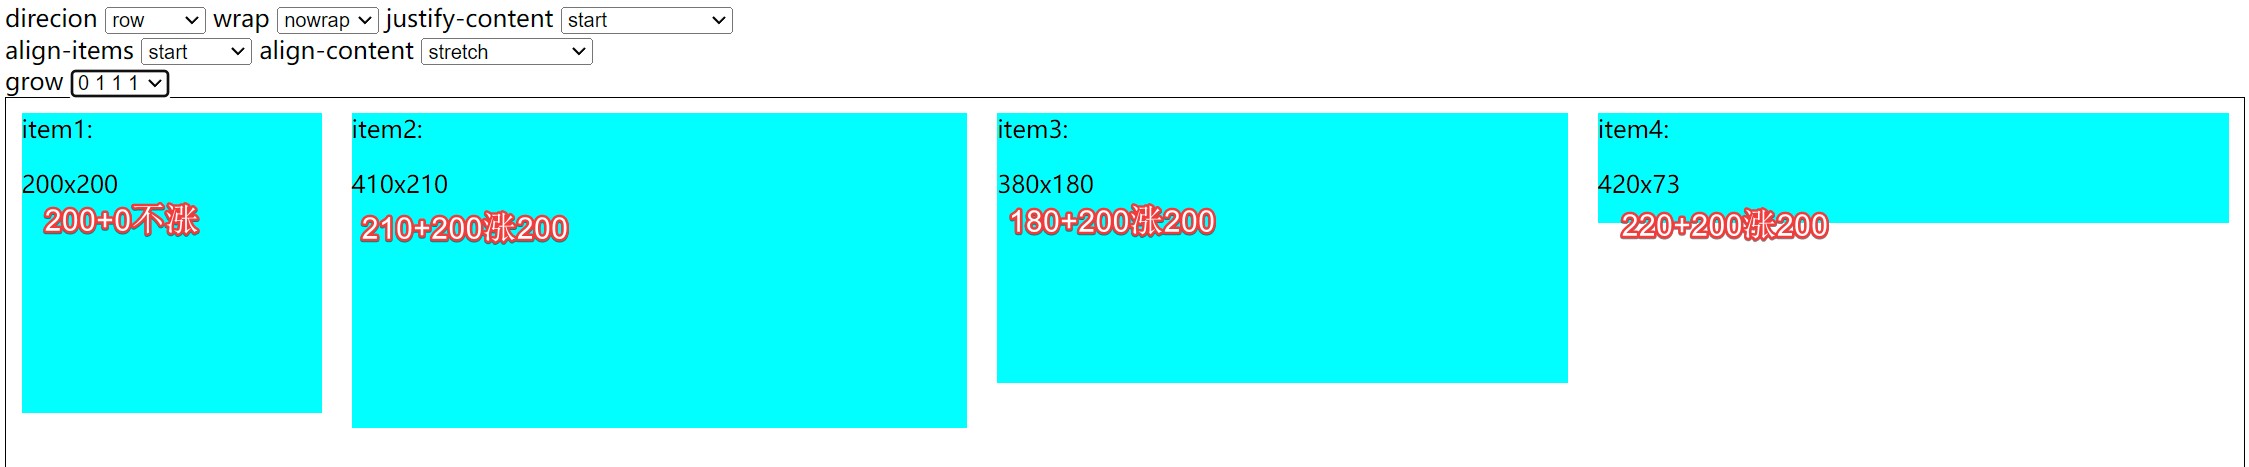 direcion row wrap nowrap justify-content start
align-items start align-content stretch
grow 0 1 1 1
item1: item2: item3: item4:
200x200 410x210 380x180 420x73
200+0不涨 210+200涨200 180+200涨200 220+200涨200